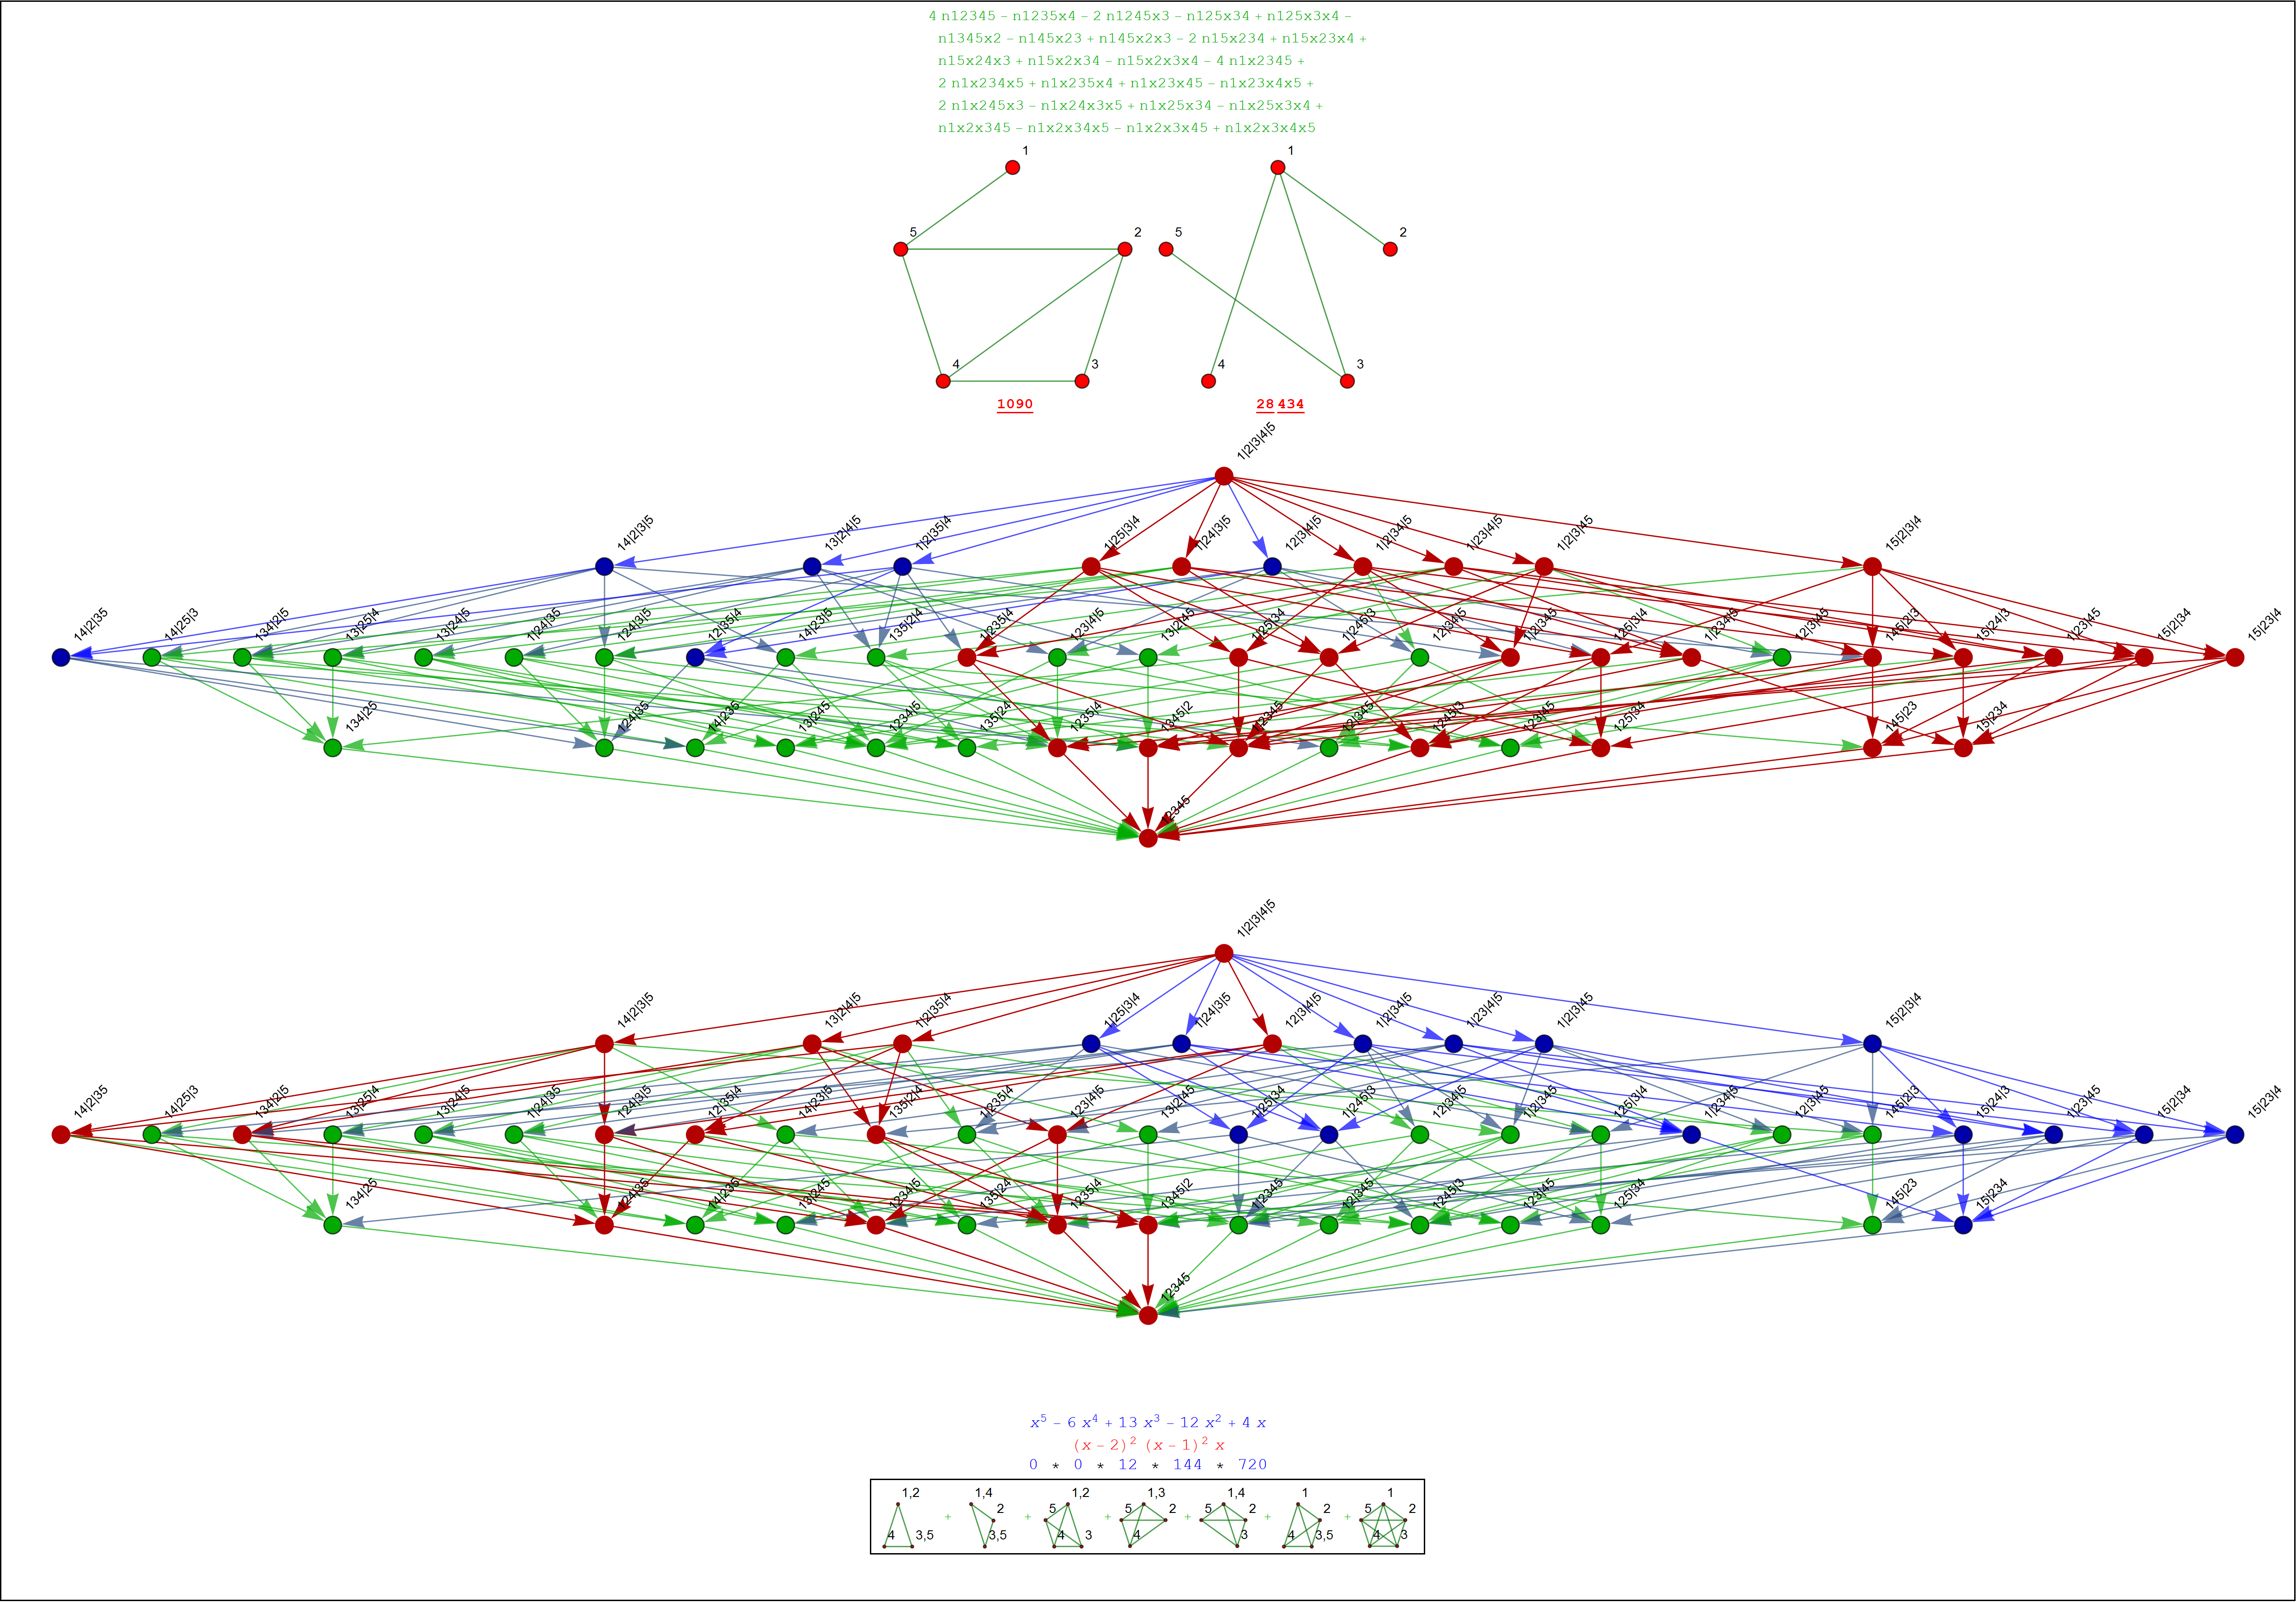 4 n12345 – n1235x4 – 2 n1245x3 – n125x34 + n125x3x4 –
n1345x2 – n145x23 + n145x2x3 – 2 n15x234 + n15x23x4 +
n15x24x3 + n15x2x34 – n15x2x3x4 – 4 n1x2345 +
2 n1x234x5 + n1x235x4 + n1x23x45 – n1x23x4x5 +
2 n1x245x3 – n1x24x3x5 + n1x25x34 – n1x25x3x4 +
n1x2x345 – n1x2x34x5 – n1x2x3x45 + n1x2x3x4x5
1 1
5 2 5 2
4 3 4 3
1090 28 434
1|2|3|4|5
14|2|3|5 13|2|4|5 1|2|35|4 1|25|3|4 1|24|3|5 12|3|4|5 1|2|34|5 1|23|4|5 1|2|3|45 15|2|3|4
14|2|35 14|25|3 134|2|5 13|25|4 13|24|5 1|24|35 124|3|5 12|35|4 14|23|5 135|2|4 1|235|4 123|4|5 13|2|45 1|25|34 1|245|3 12|34|5 1|2|345 125|3|4 1|234|5 12|3|45 145|2|3 15|24|3 1|23|45 15|2|34 15|23|4
134|25 124|35 14|235 13|245 1234|5 135|24 1235|4 1345|2 1|2345 12|345 1245|3 123|45 125|34 145|23 15|234
12345
1|2|3|4|5
14|2|3|5 13|2|4|5 1|2|35|4 1|25|3|4 1|24|3|5 12|3|4|5 1|2|34|5 1|23|4|5 1|2|3|45 15|2|3|4
14|2|35 14|25|3 134|2|5 13|25|4 13|24|5 1|24|35 124|3|5 12|35|4 14|23|5 135|2|4 1|235|4 123|4|5 13|2|45 1|25|34 1|245|3 12|34|5 1|2|345 125|3|4 1|234|5 12|3|45 145|2|3 15|24|3 1|23|45 15|2|34 15|23|4
134|25 124|35 14|235 13|245 1234|5 135|24 1235|4 1345|2 1|2345 12|345 1245|3 123|45 125|34 145|23 15|234
12345
x⁵ – 6 x⁴ + 13 x³ – 12 x² + 4 x
(x – 2)² (x – 1)² x
0 * 0 * 12 * 144 * 720
1,2 1,4 1,2 1,3 1,4 1 1
2 5 5 2 5 2 2 5 2
+ + + + + +
4 3,5 3,5 4 3 4 3 4 3,5 4 3